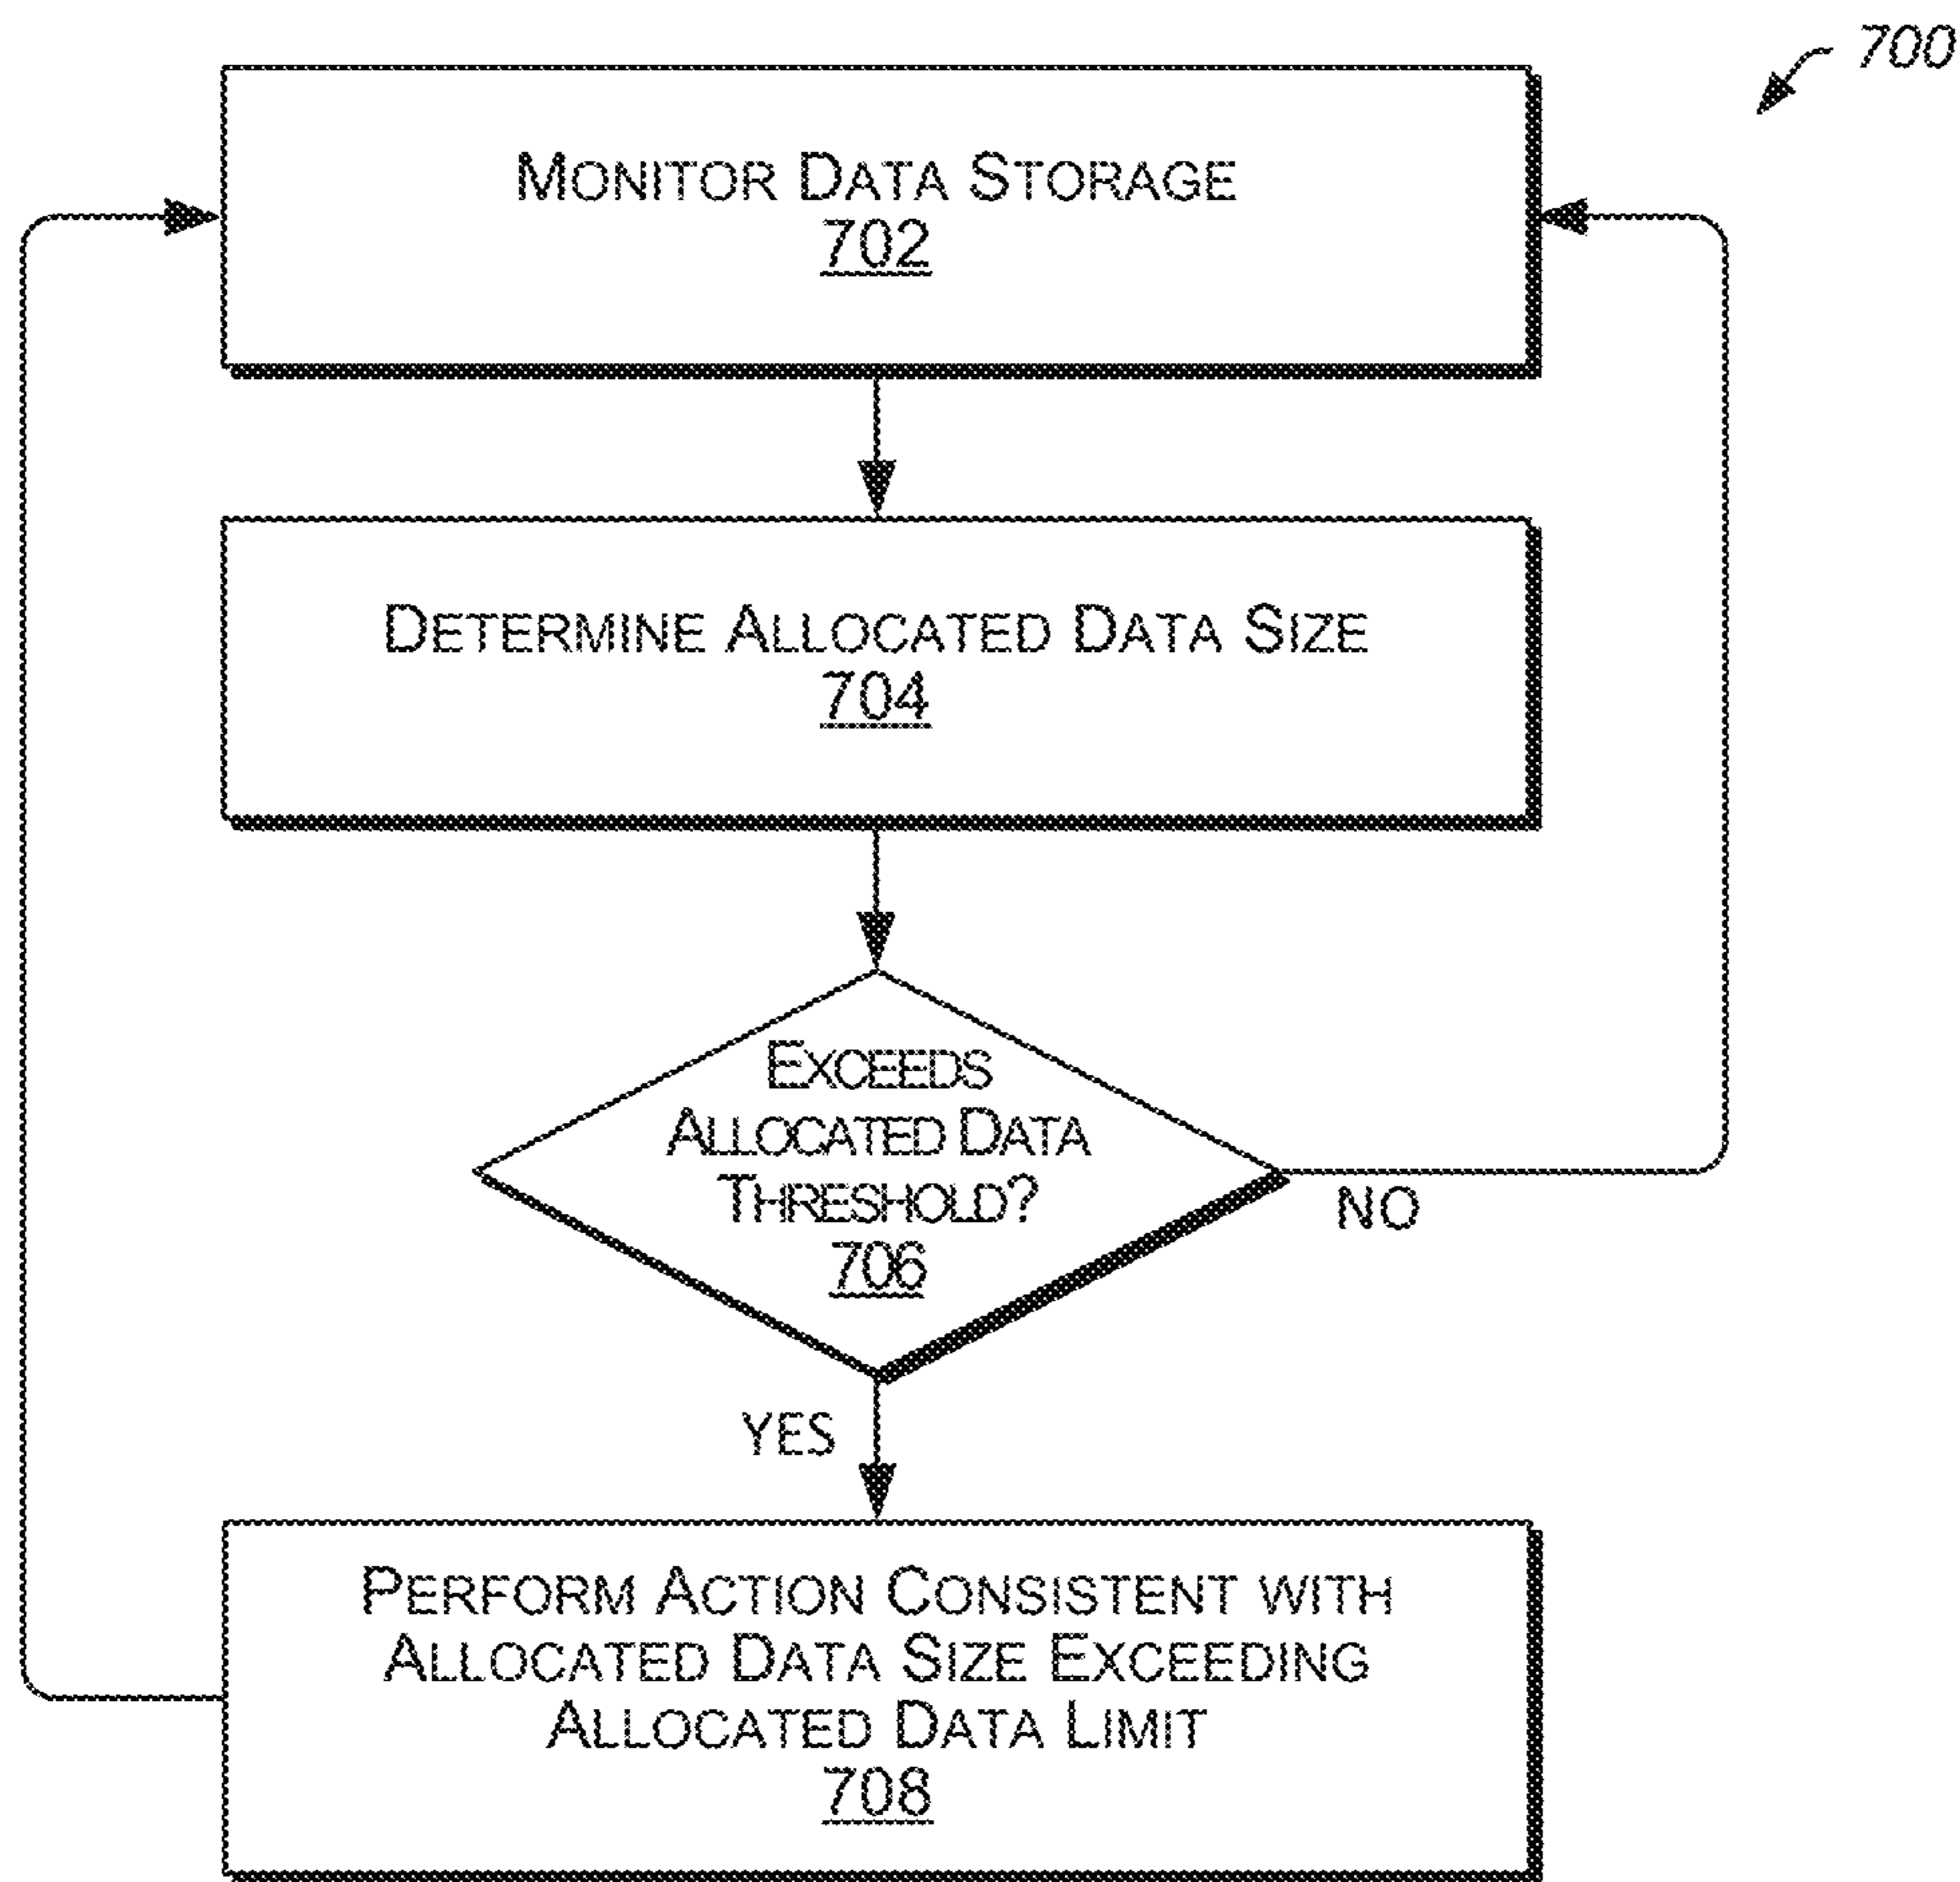 700
MONITOR DATA STORAGE
702
DETERMINE ALLOCATED DATA SIZE
704
EXCEEDS
ALLOCATED DATA
THRESHOLD?
706
NO
YES
PERFORM ACTION CONSISTENT WITH
ALLOCATED DATA SIZE EXCEEDING
ALLOCATED DATA LIMIT
708